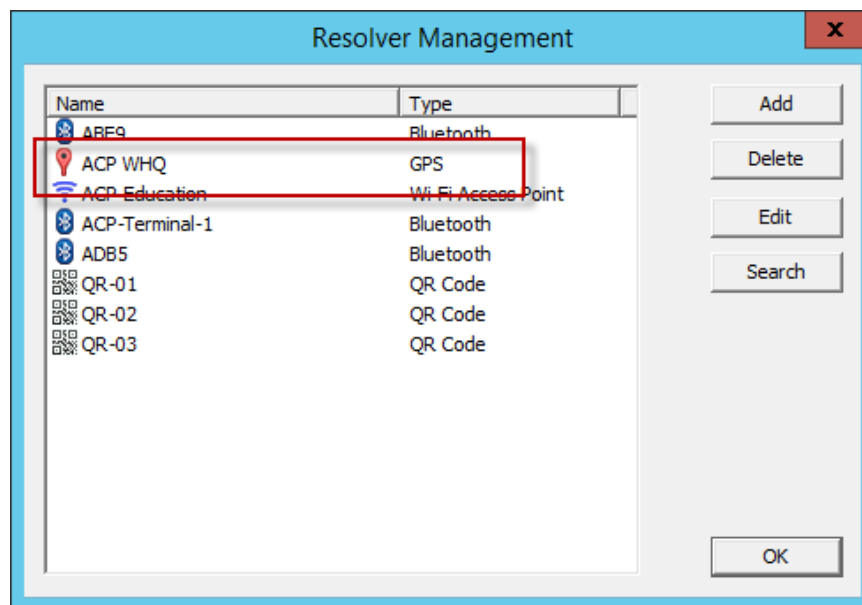 Resolver Management
x
Name Type
ABE9 Bluetooth
ACP WHQ GPS
ACP Education Wi-Fi Access Point
ACP-Terminal-1 Bluetooth
ADB5 Bluetooth
QR-01 QR Code
QR-02 QR Code
QR-03 QR Code
Add
Delete
Edit
Search
OK